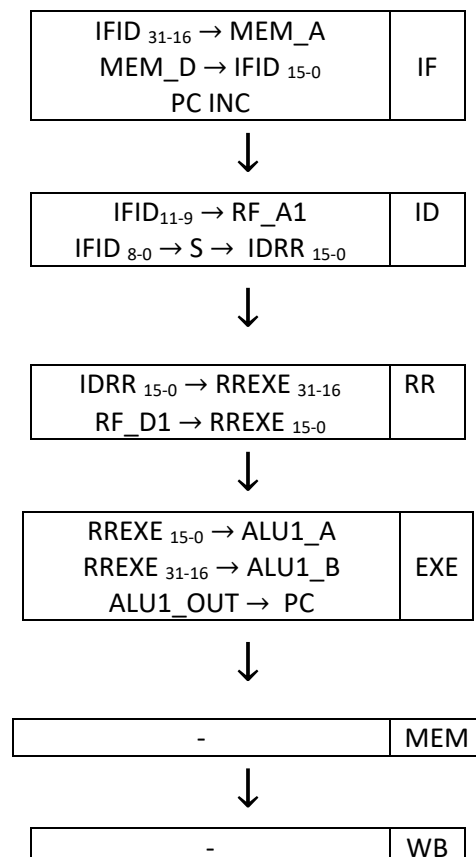 IFID 31-16 → MEM_A
MEM_D → IFID 15-0
PC INC
IF
↓
IFID11-9 → RF_A1
IFID 8-0 → S → IDRR 15-0
ID
↓
IDRR 15-0 → RREXE 31-16
RF_D1 → RREXE 15-0
RR
↓
RREXE 15-0 → ALU1_A
RREXE 31-16 → ALU1_B
ALU1_OUT → PC
EXE
↓
-
MEM
↓
-
WB